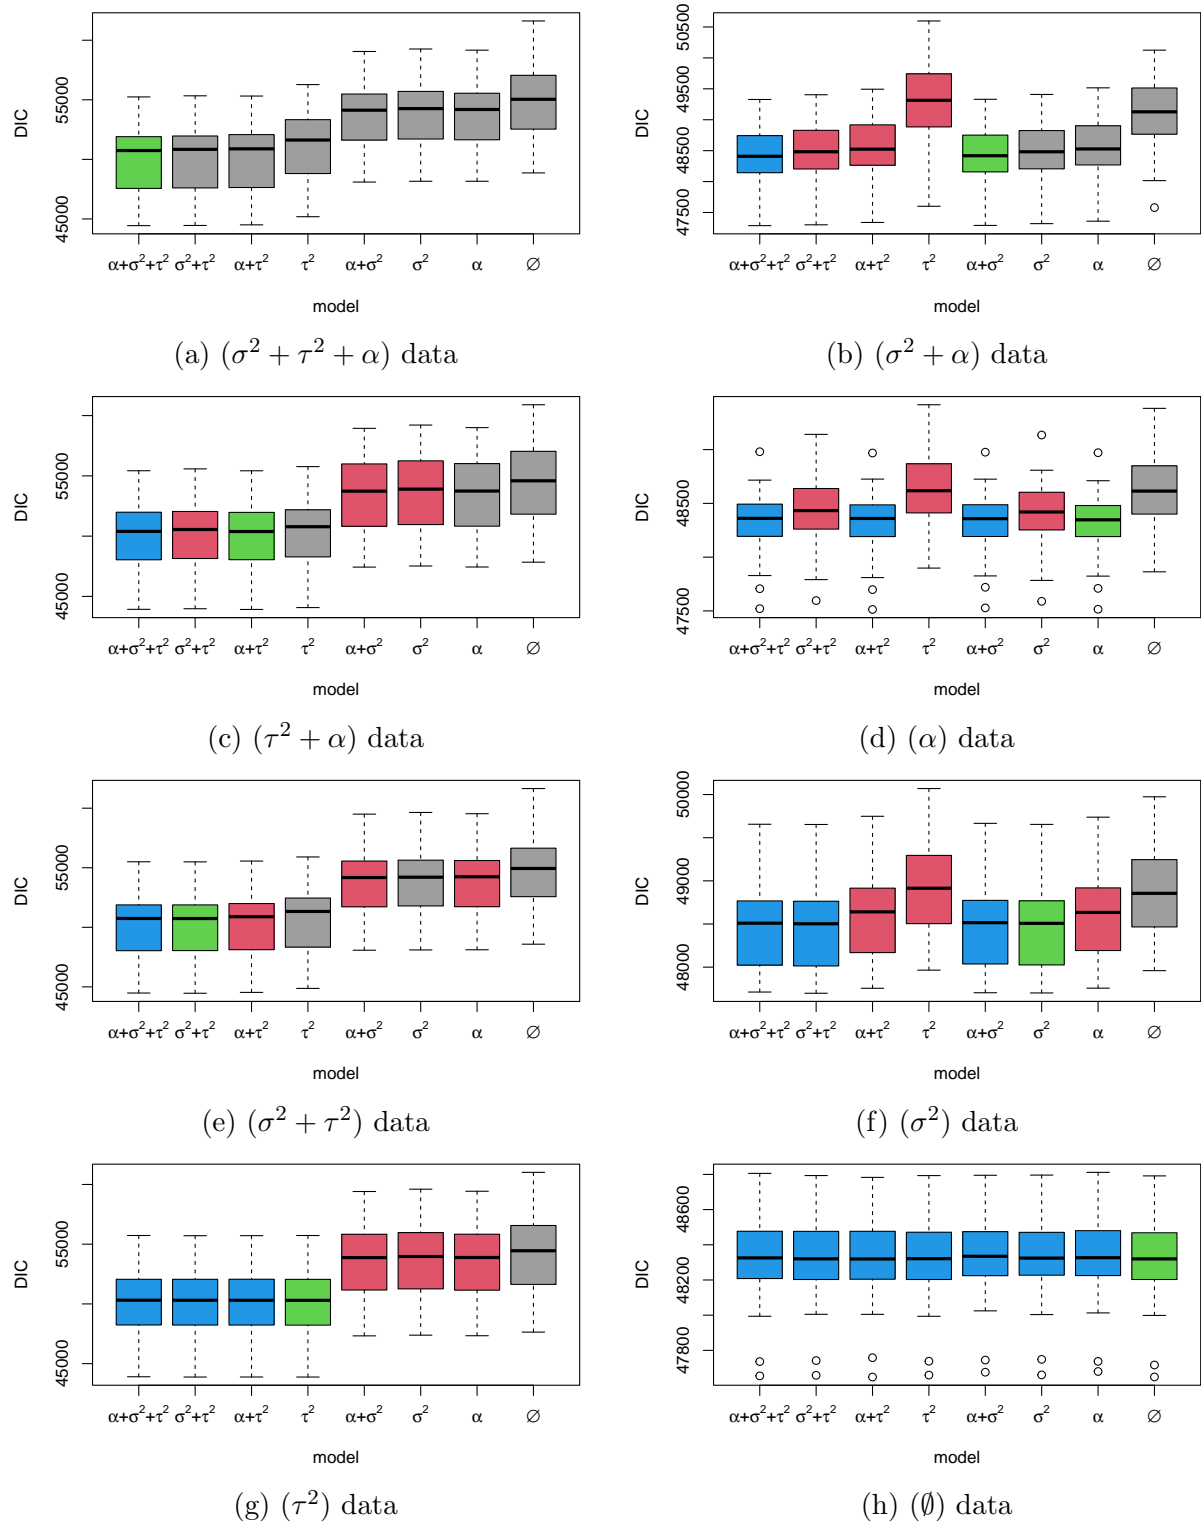 DIC
45000 55000
α+σ²+τ² σ²+τ² α+τ² τ² α+σ² σ² α ∅
model
(a) (σ² + τ² + α) data
DIC
47500 48500 49500 50500
α+σ²+τ² σ²+τ² α+τ² τ² α+σ² σ² α ∅
model
(b) (σ² + α) data
DIC
45000 55000
α+σ²+τ² σ²+τ² α+τ² τ² α+σ² σ² α ∅
model
(c) (τ² + α) data
DIC
47500 48500
α+σ²+τ² σ²+τ² α+τ² τ² α+σ² σ² α ∅
model
(d) (α) data
DIC
45000 55000
α+σ²+τ² σ²+τ² α+τ² τ² α+σ² σ² α ∅
model
(e) (σ² + τ²) data
DIC
48000 49000 50000
α+σ²+τ² σ²+τ² α+τ² τ² α+σ² σ² α ∅
model
(f) (σ²) data
DIC
45000 55000
α+σ²+τ² σ²+τ² α+τ² τ² α+σ² σ² α ∅
model
(g) (τ²) data
DIC
47800 48200 48600
α+σ²+τ² σ²+τ² α+τ² τ² α+σ² σ² α ∅
model
(h) (∅) data